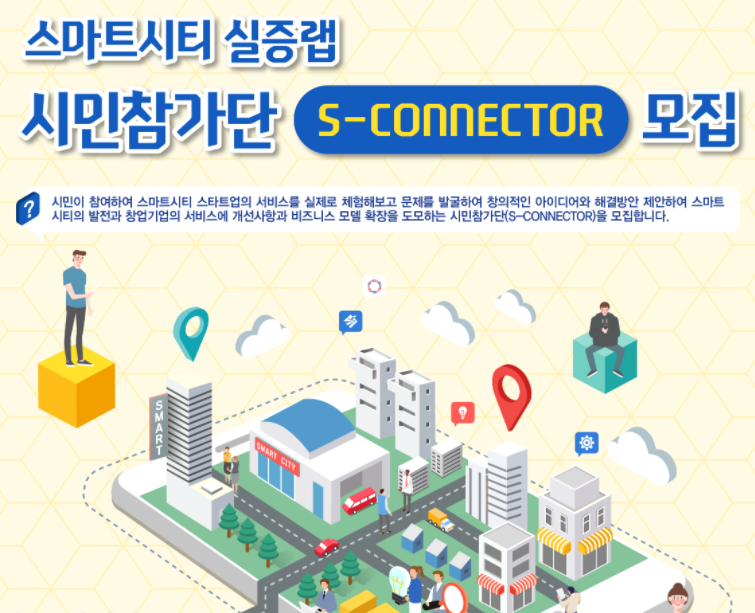 스마트시티 실증랩
시민참가단 S-CONNECTOR 모집
?
시민이 참여하여 스마트시티 스타트업의 서비스를 실제로 체험해보고 문제를 발굴하여 창의적인 아이디어와 해결방안 제안하여 스마트
시티의 발전과 창업기업의 서비스에 개선사항과 비즈니스 모델 확장을 도모하는 시민참가단(S-CONNECTOR)을 모집합니다.
SMART
SMART CITY